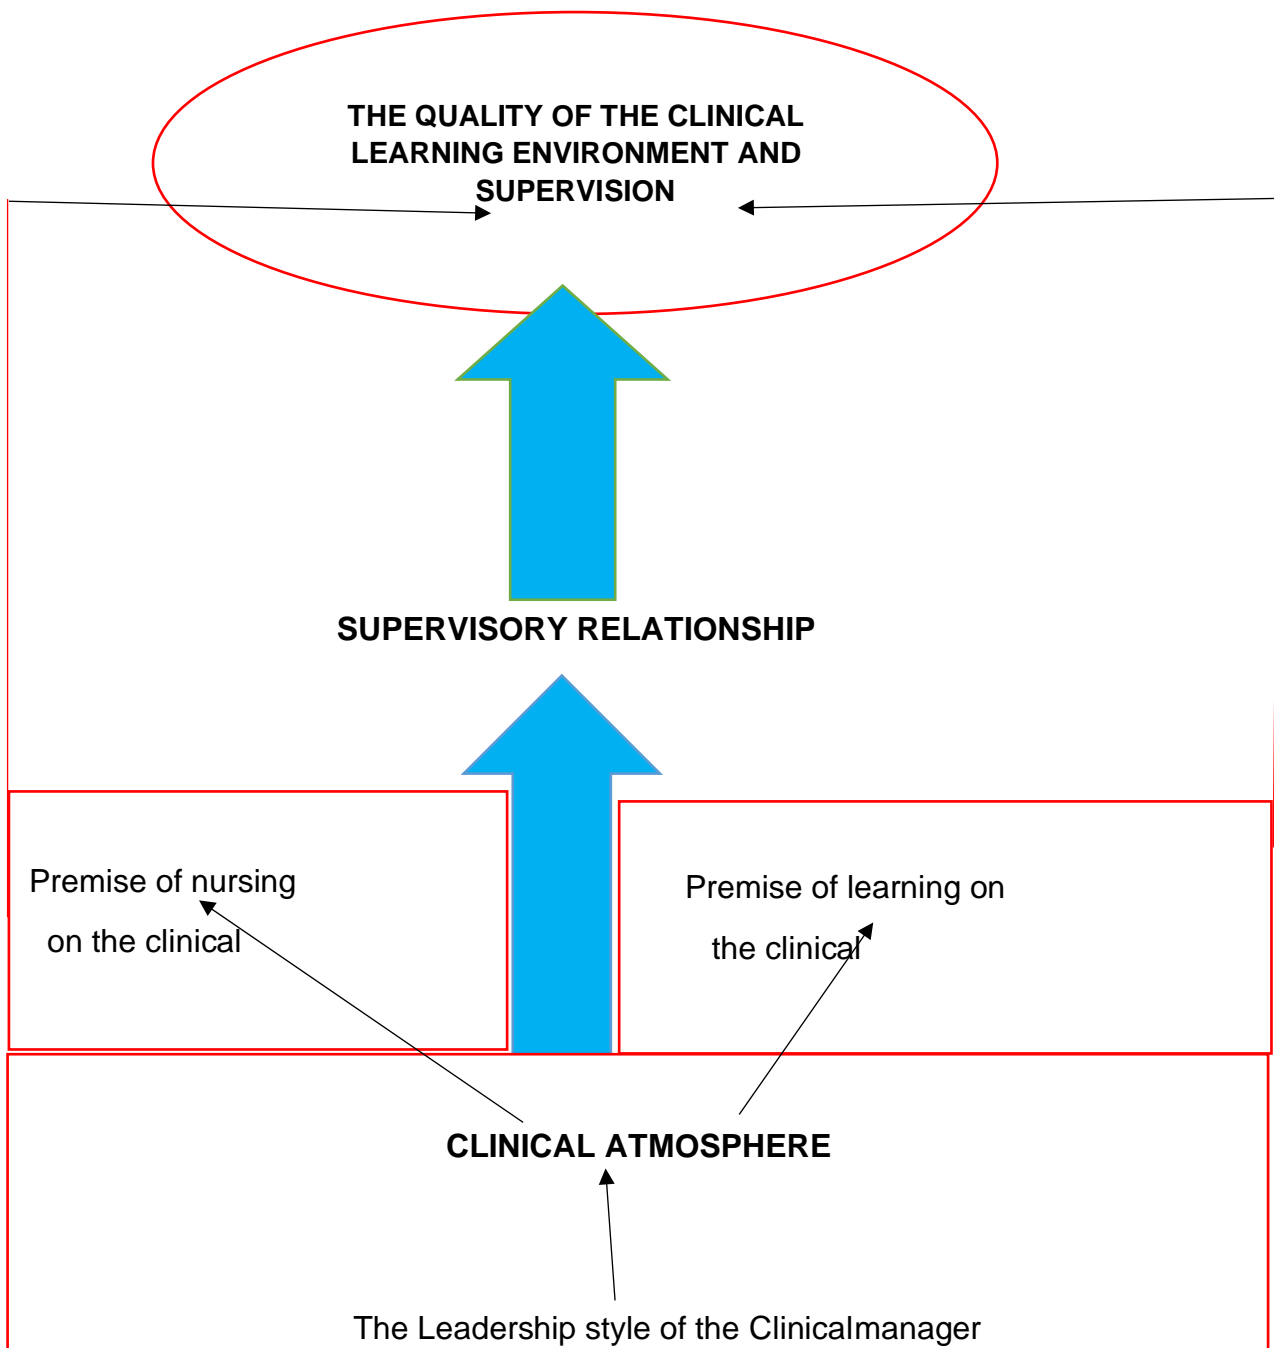 THE QUALITY OF THE CLINICAL
LEARNING ENVIRONMENT AND
SUPERVISION
SUPERVISORY RELATIONSHIP
Premise of nursing
on the clinical
Premise of learning on
the clinical
CLINICAL ATMOSPHERE
The Leadership style of the Clinicalmanager